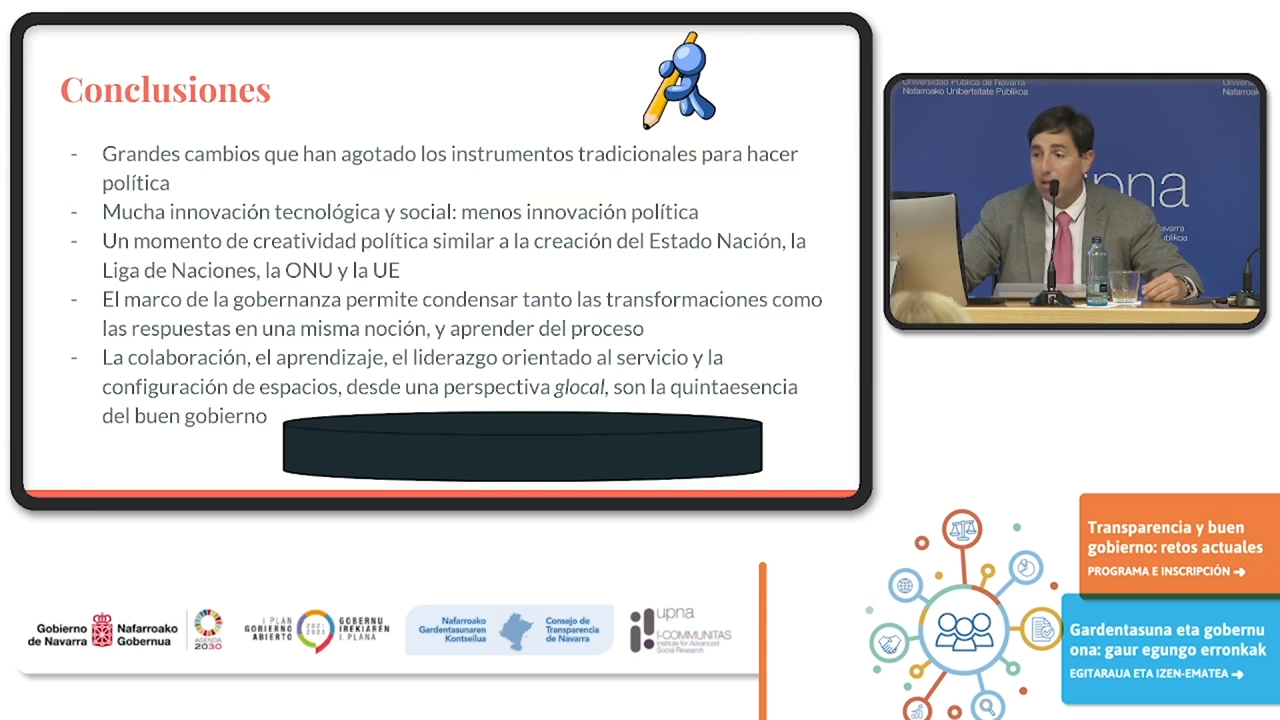 Conclusiones
- Grandes cambios que han agotado los instrumentos tradicionales para hacer
política
- Mucha innovación tecnológica y social: menos innovación política
- Un momento de creatividad política similar a la creación del Estado Nación, la
Liga de Naciones, la ONU y la UE
- El marco de la gobernanza permite condensar tanto las transformaciones como
las respuestas en una misma noción, y aprender del proceso
- La colaboración, el aprendizaje, el liderazgo orientado al servicio y la
configuración de espacios, desde una perspectiva glocal, son la quintaesencia
del buen gobierno
Universidad Pública de Navarra
Nafarroako Unibertsitate Publikoa
Nafarroak
upna
Transparencia y buen
gobierno: retos actuales
PROGRAMA E INSCRIPCIÓN ➜
Gardentasuna eta gobernu
ona: gaur egungo erronkak
EGITARAUA ETA IZEN-EMATEA ➜
Gobierno
de Navarra
Nafarroako
Gobernua
AGENDA
2030
I PLAN
GOBIERNO
ABIERTO
2021
2023
GOBERNU
IREKIAREN
I. PLANA
Nafarroako
Gardentasunaren
Kontseilua
Consejo de
Transparencia
de Navarra
upna
I-COMMUNITAS
Institute for Advanced
Social Research